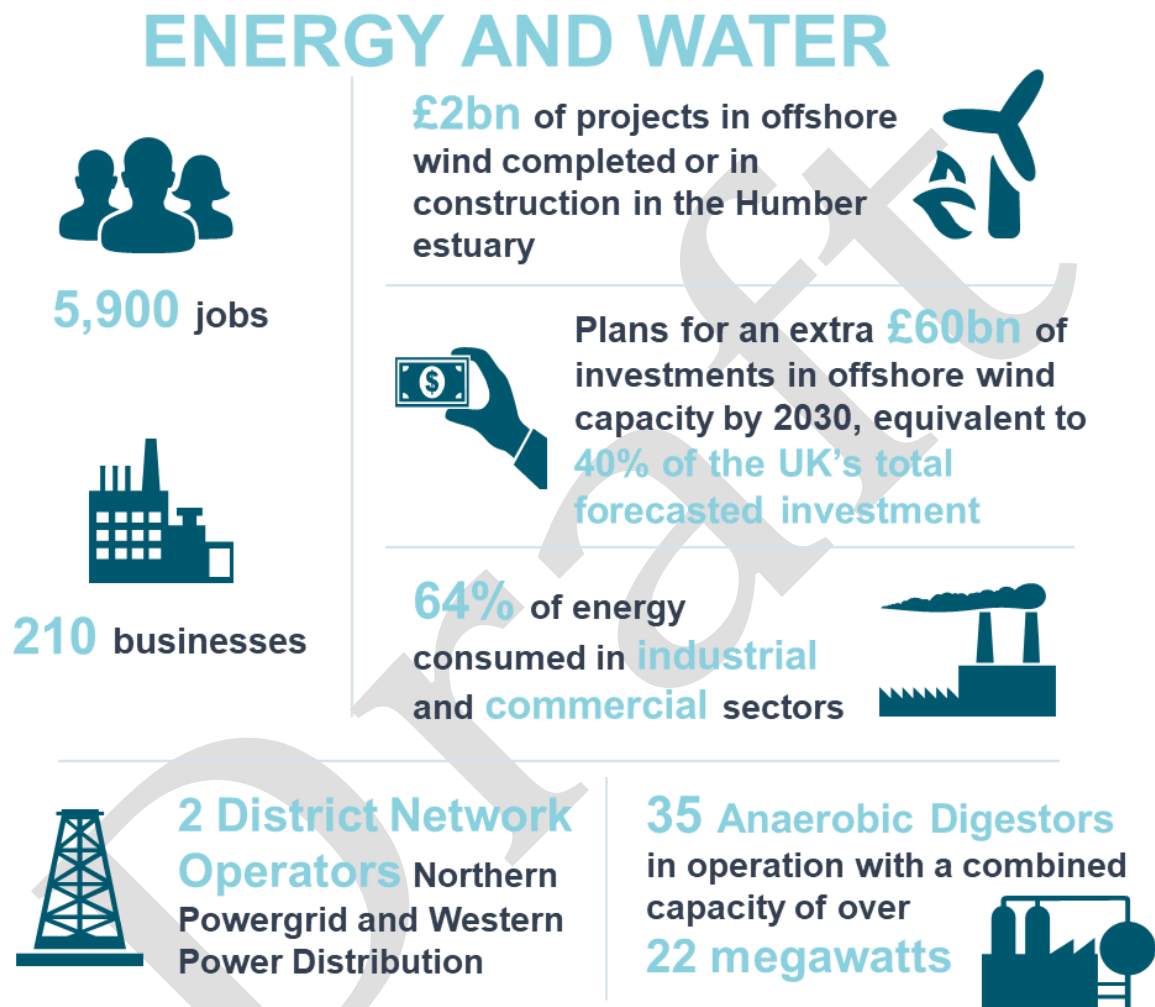 ENERGY AND WATER
5,900 jobs
210 businesses
£2bn of projects in offshore
wind completed or in
construction in the Humber
estuary
$
Plans for an extra £60bn of
investments in offshore wind
capacity by 2030, equivalent to
40% of the UK's total
forecasted investment
64% of energy
consumed in industrial
and commercial sectors
2 District Network
Operators Northern
Powergrid and Western
Power Distribution
35 Anaerobic Digestors
in operation with a combined
capacity of over
22 megawatts
Draft